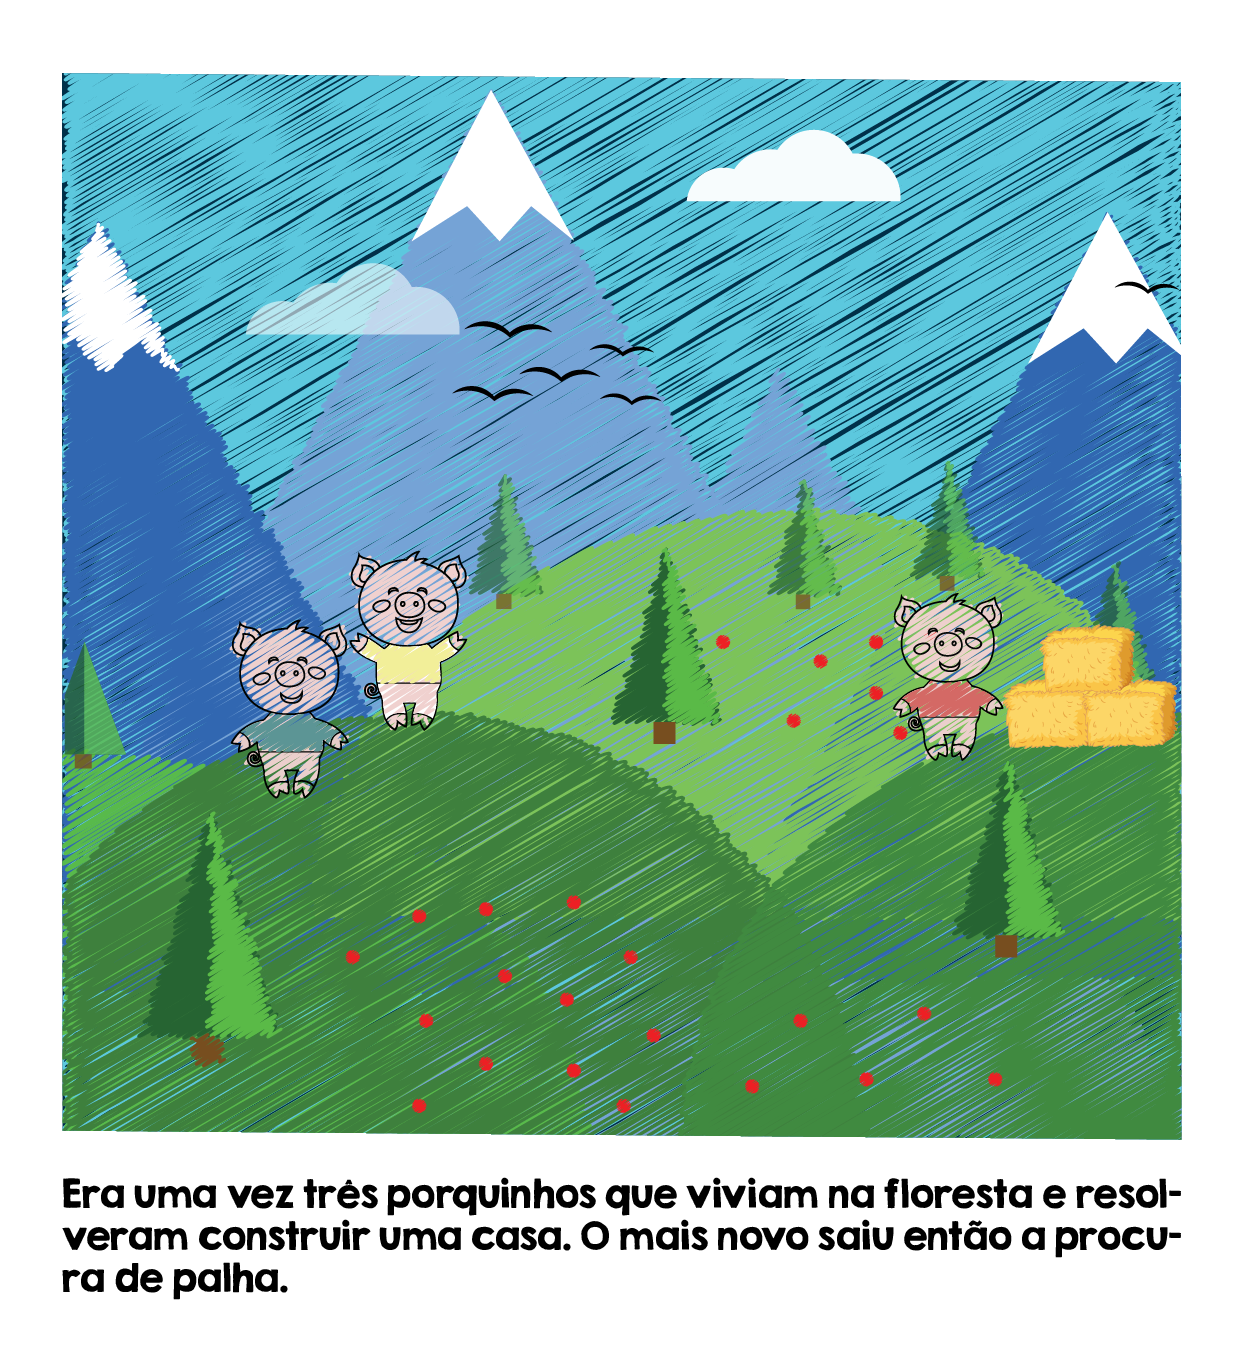 Era uma vez três porquinhos que viviam na floresta e resol-
veram construir uma casa. O mais novo saiu então a procu-
ra de palha.